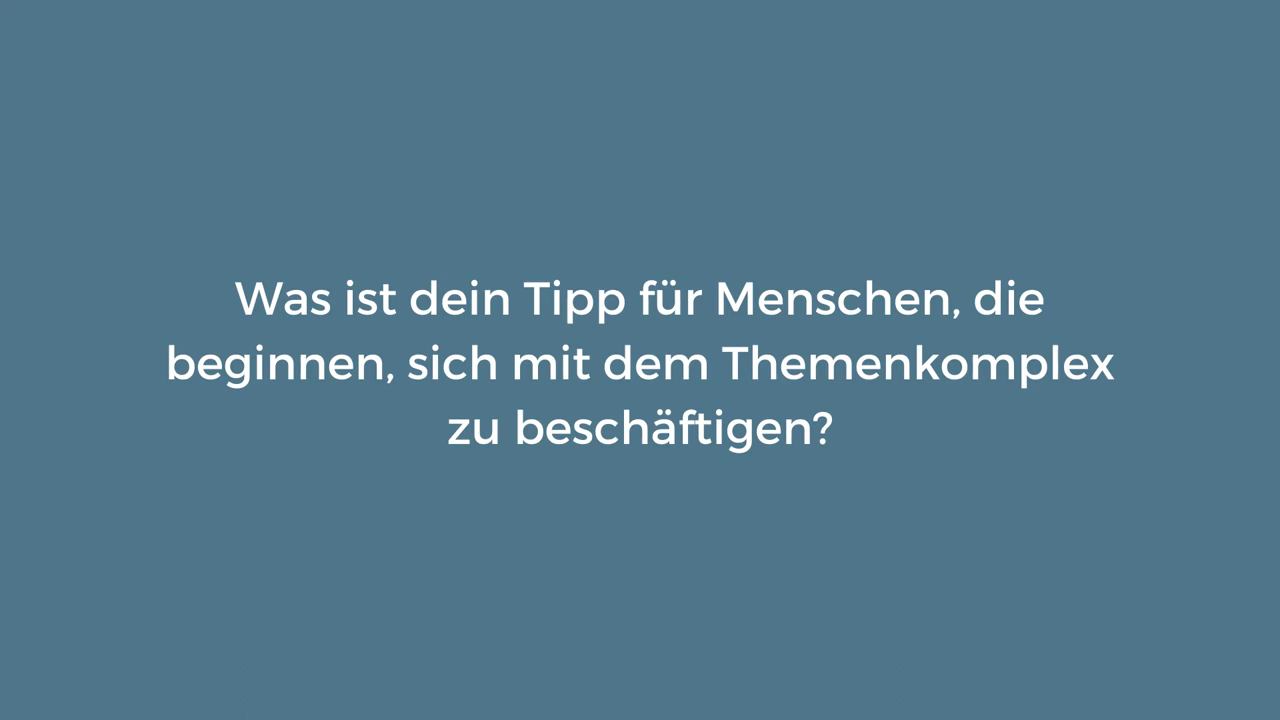 Was ist dein Tipp für Menschen, die
beginnen, sich mit dem Themenkomplex
zu beschäftigen?